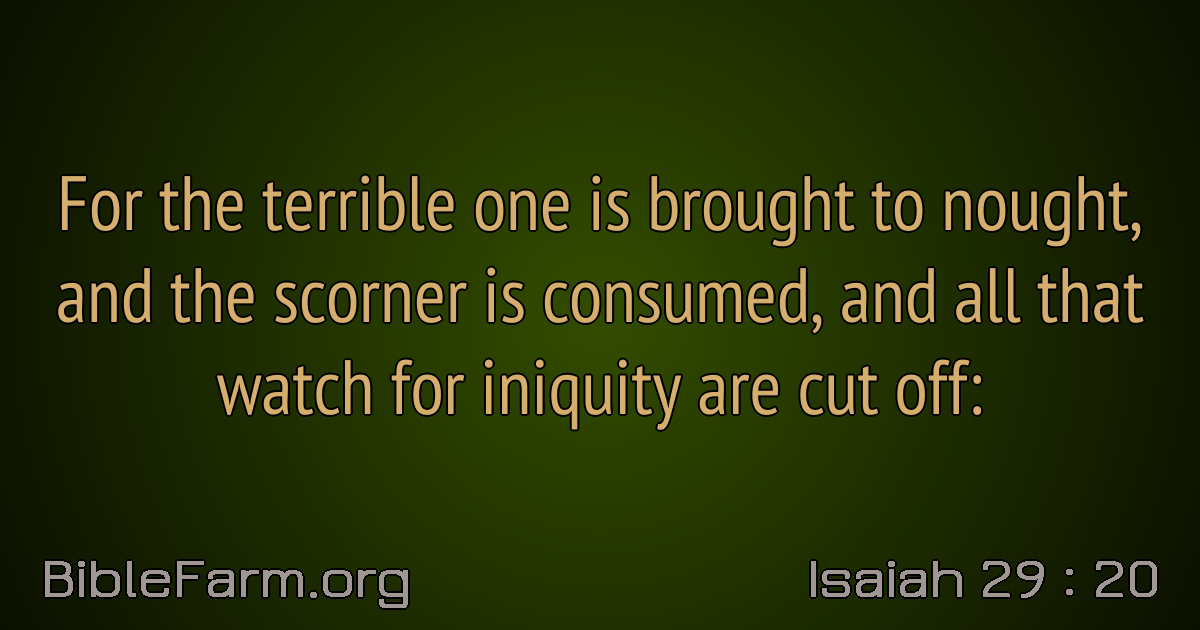 For the terrible one is brought to nought,
and the scorner is consumed, and all that
watch for iniquity are cut off:
BibleFarm.org
Isaiah 29 : 20